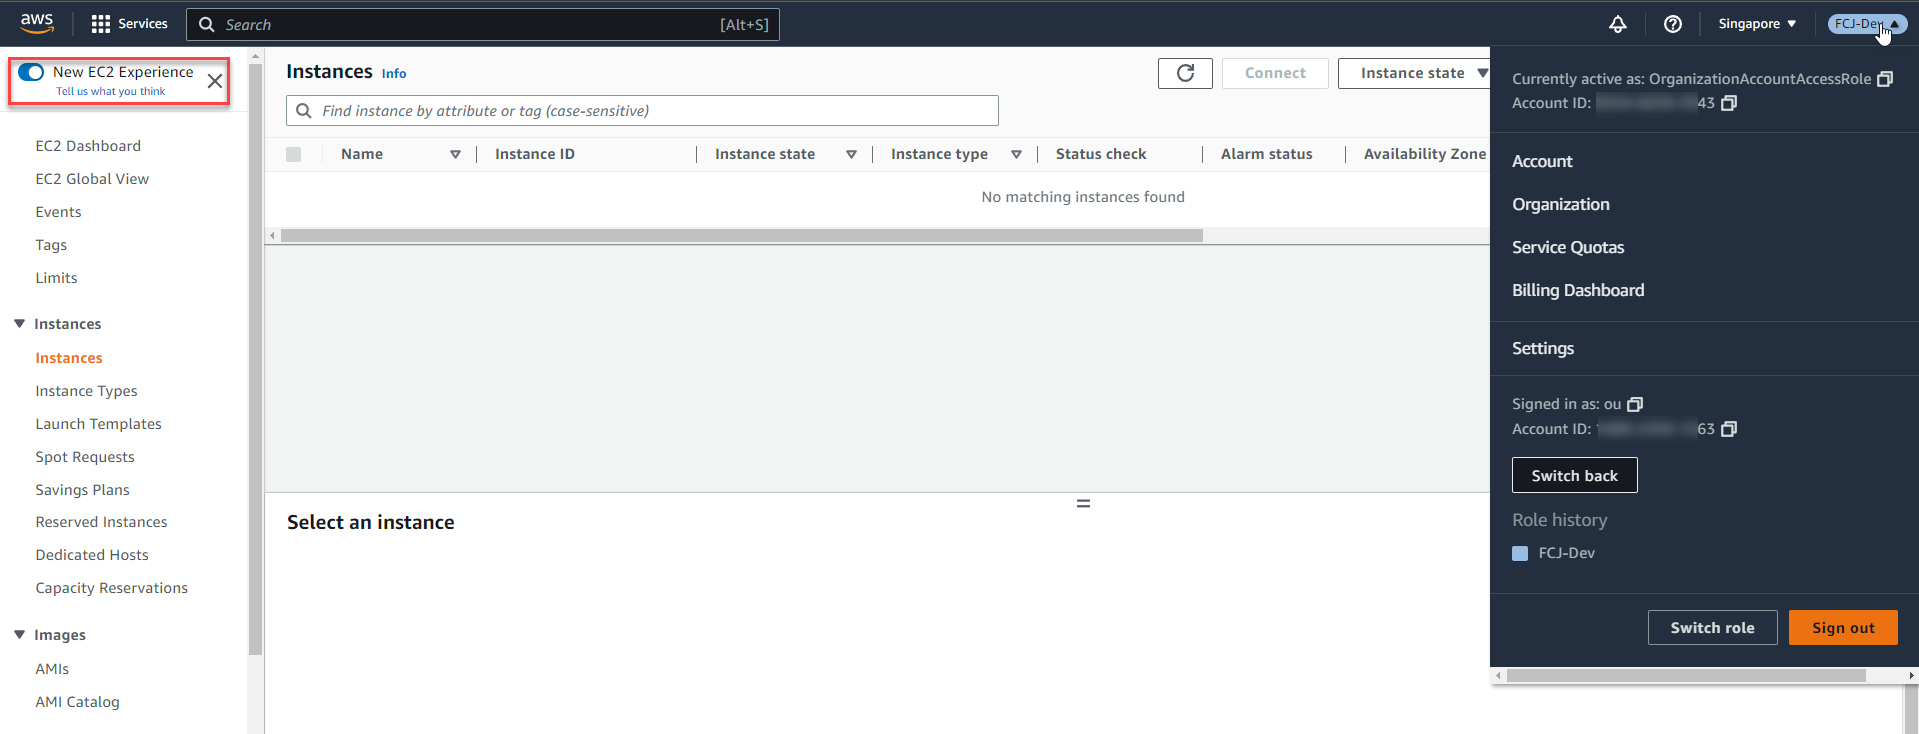 aws
Services
Search
[Alt+S]
Singapore
FCJ-Dev
New EC2 Experience
Tell us what you think
EC2 Dashboard
EC2 Global View
Events
Tags
Limits
Instances
Instances
Instance Types
Launch Templates
Spot Requests
Savings Plans
Reserved Instances
Dedicated Hosts
Capacity Reservations
Images
AMIs
AMI Catalog
Instances Info
Connect
Instance state
Find instance by attribute or tag (case-sensitive)
Name
Instance ID
Instance state
Instance type
Status check
Alarm status
Availability Zone
No matching instances found
Select an instance
Currently active as: OrganizationAccountAccessRole
Account ID: 43
Account
Organization
Service Quotas
Billing Dashboard
Settings
Signed in as: ou
Account ID: 63
Switch back
Role history
FCJ-Dev
Switch role
Sign out